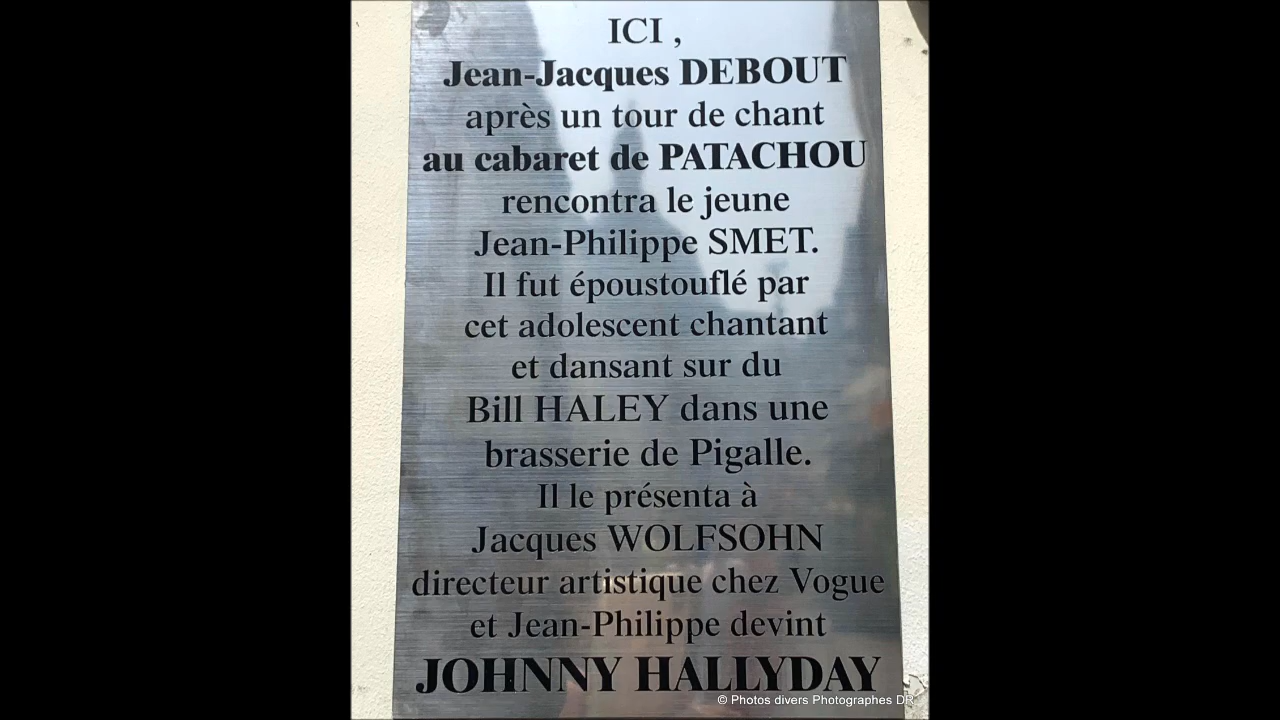 ICI ,
Jean-Jacques DEBOUT
après un tour de chant
au cabaret de PATACHOU
rencontra le jeune
Jean-Philippe SMET.
Il fut époustouflé par
cet adolescent chantant
et dansant sur du
Bill HALEY dans une
brasserie de Pigalle.
Il le présenta à
Jacques WOLFSOHN
directeur artistique chez Vogue
et Jean-Philippe devint
JOHNNY HALLYDAY
© Photos divers Photographes DR